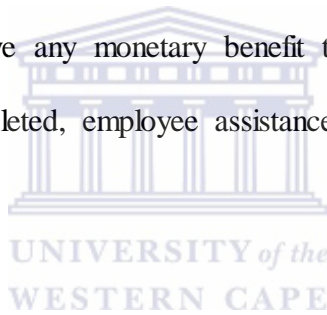 ve any monetary benefit t
leted, employee assistance
UNIVERSITY of the
WESTERN CAPE